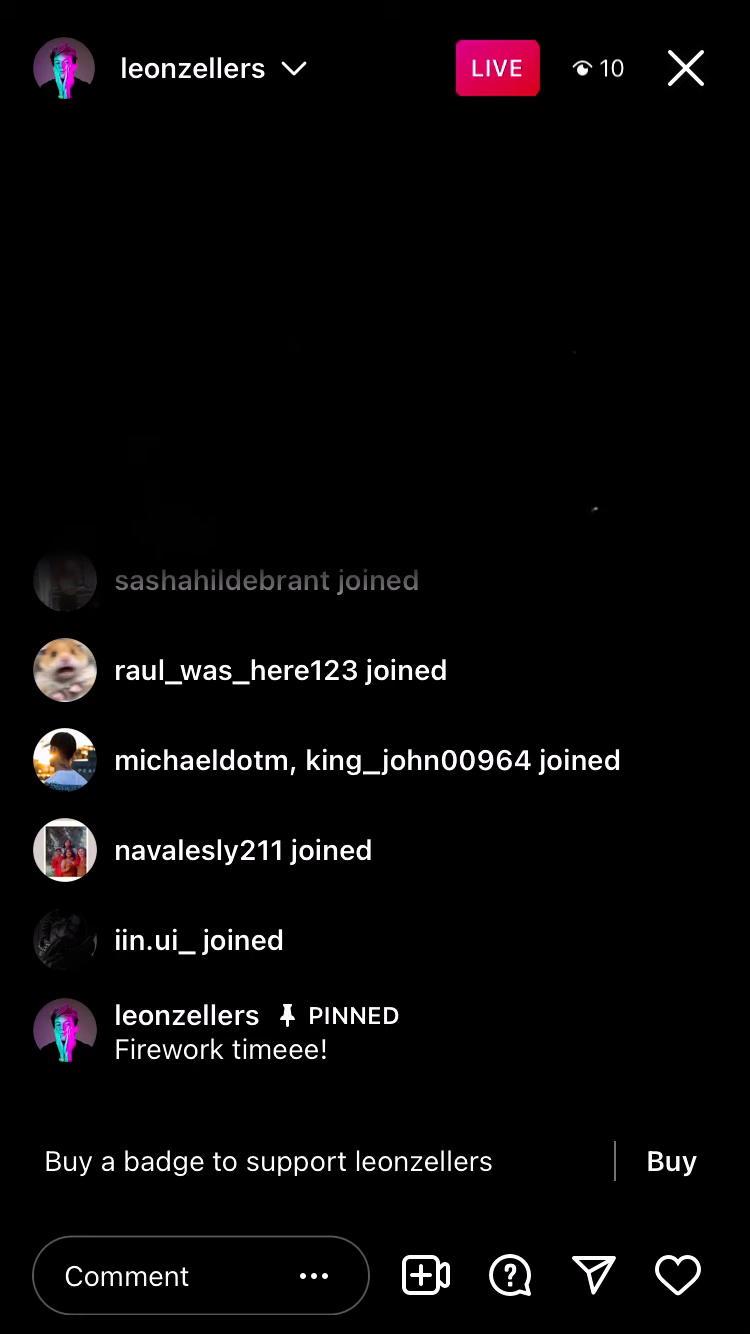 leonzellers
LIVE
10
sashahildebrant joined
raul_was_here123 joined
michaeldotm, king_john00964 joined
navalesly211 joined
iin.ui_ joined
leonzellers PINNED
Firework timeee!
Buy a badge to support leonzellers
Buy
Comment